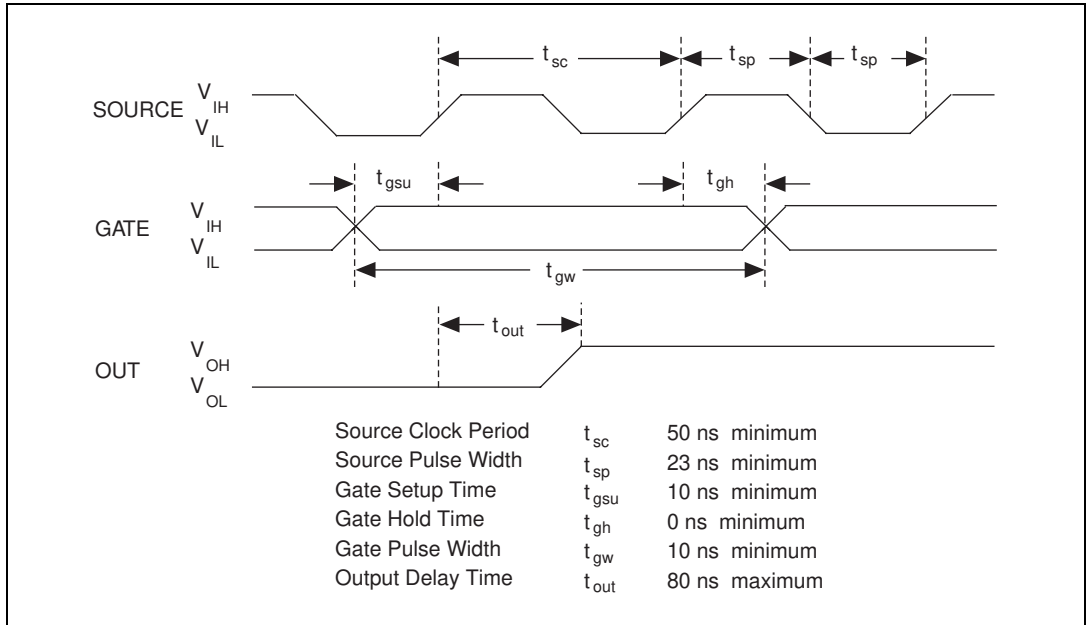 t sc t sp t sp
SOURCE V IH
V IL
t gsu t gh
GATE V IH
V IL
t gw
t out
OUT V OH
V OL
Source Clock Period t sc 50 ns minimum
Source Pulse Width t sp 23 ns minimum
Gate Setup Time t gsu 10 ns minimum
Gate Hold Time t gh 0 ns minimum
Gate Pulse Width t gw 10 ns minimum
Output Delay Time t out 80 ns maximum